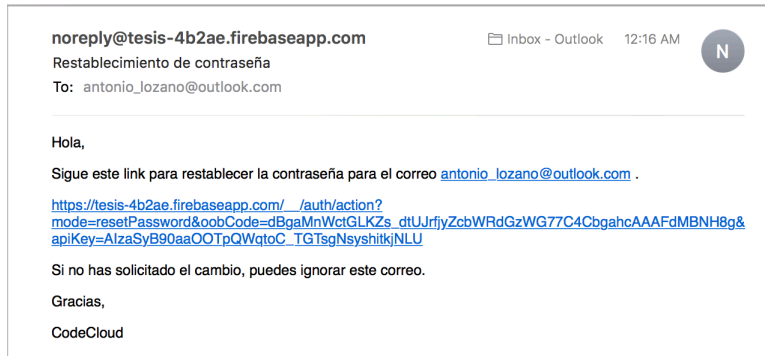 noreply@tesis-4b2ae.firebaseapp.com Inbox - Outlook 12:16 AM
N
Restablecimiento de contraseña
To: antonio_lozano@outlook.com
Hola,
Sigue este link para restablecer la contraseña para el correo antonio_lozano@outlook.com .
https://tesis-4b2ae.firebaseapp.com/__/auth/action?
mode=resetPassword&oobCode=dBgaMnWctGLKZs_dtUJrfjyZcbWRdGzWG77C4CbgahcAAAFdMBNH8g&
apiKey=AIzaSyB90aaOOTpQWqtoC_TGTsgNsyshitkjNLU
Si no has solicitado el cambio, puedes ignorar este correo.
Gracias,
CodeCloud